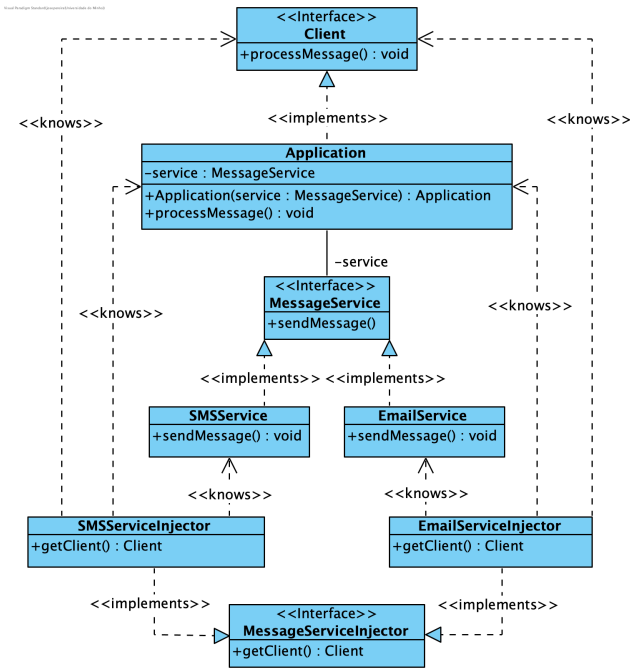 <<Interface>>
Client
+processMessage() : void
<<implements>>
<<knows>>
<<knows>>
Application
-service : MessageService
+Application(service : MessageService) : Application
+processMessage() : void
-service
<<Interface>>
MessageService
+sendMessage()
<<knows>>
<<knows>>
<<implements>>
<<implements>>
SMSService
+sendMessage() : void
EmailService
+sendMessage() : void
<<knows>>
<<knows>>
SMSServiceInjector
+getClient() : Client
EmailServiceInjector
+getClient() : Client
<<implements>>
<<implements>>
<<Interface>>
MessageServiceInjector
+getClient() : Client